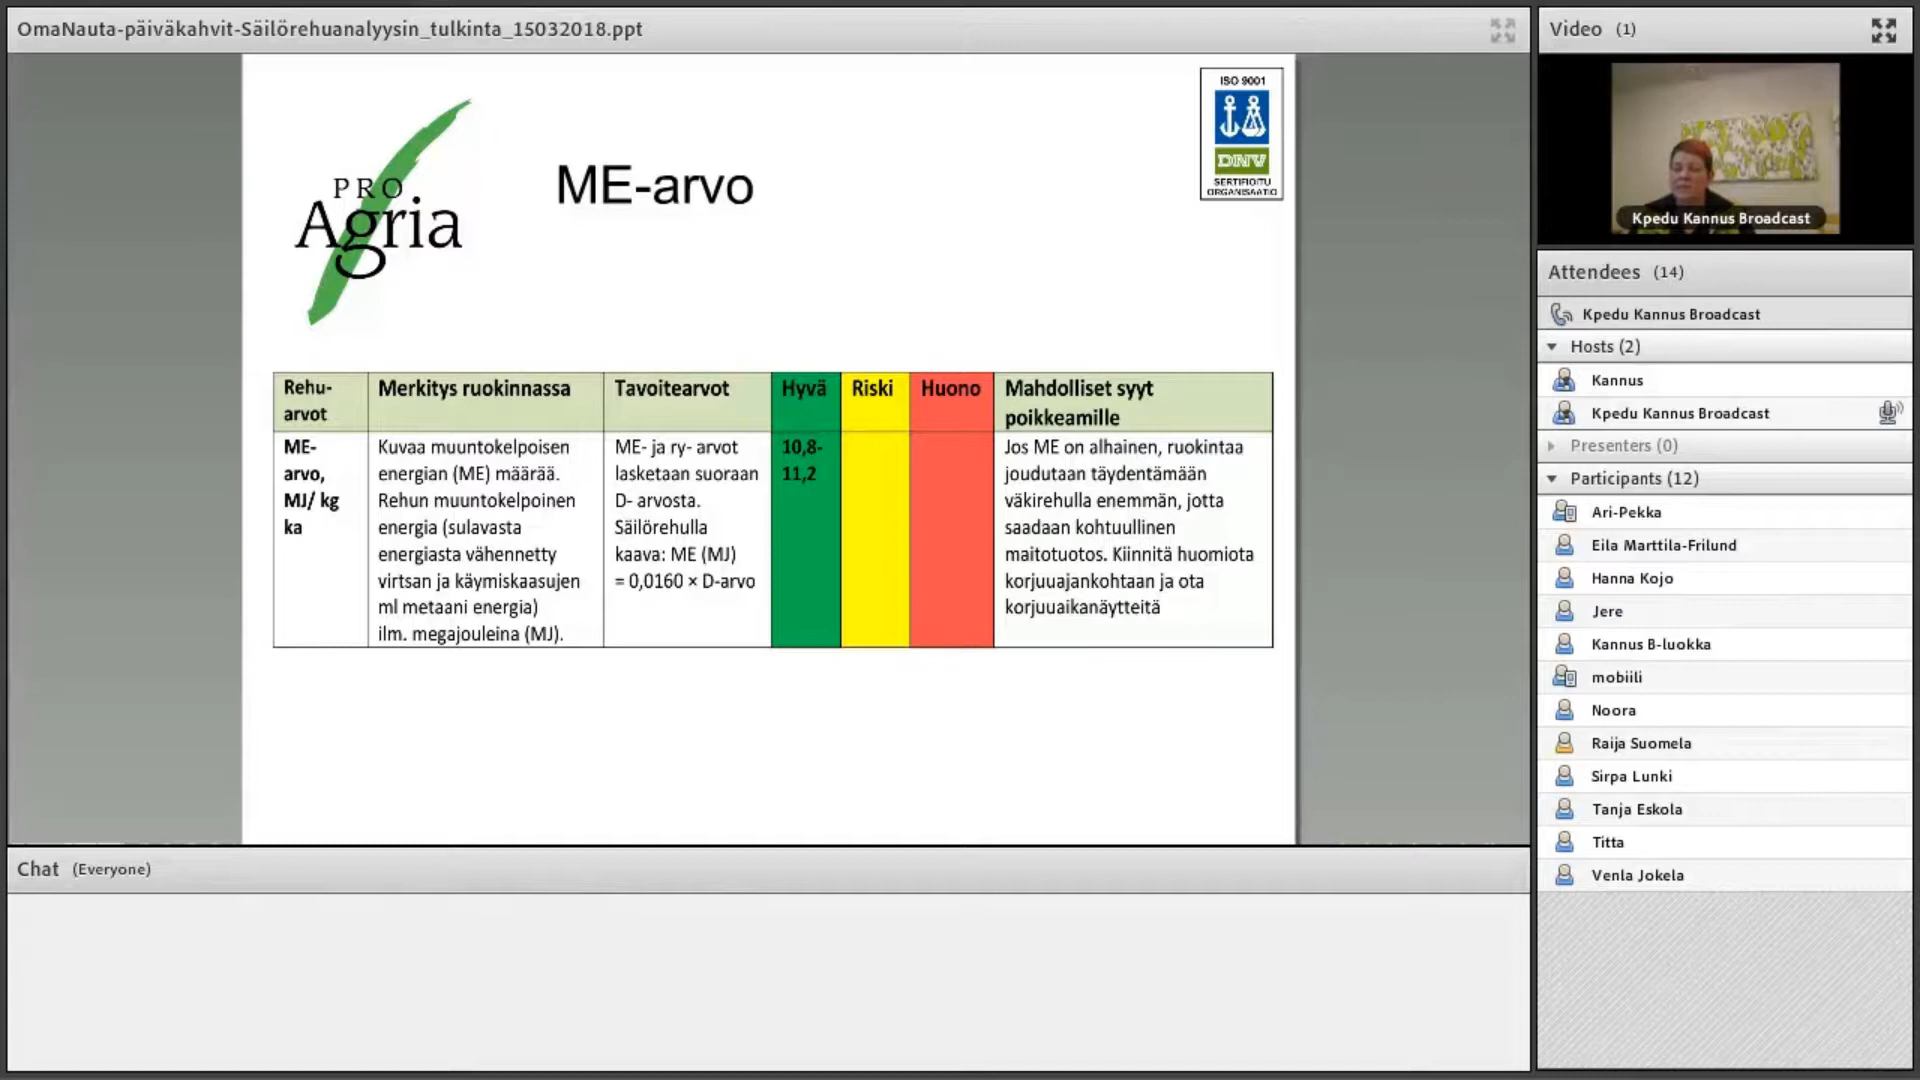 OmaNauta-päiväkahvit-Säilörehuanalyysin_tulkinta_15032018.ppt
PRO
Agria
ME-arvo
ISO 9001
DNV
SERTIFIOITU
ORGANISAATIO
Rehu-
arvot
Merkitys ruokinnassa
Tavoitearvot
Hyvä
Riski
Huono
Mahdolliset syyt
poikkeamille
ME-
arvo,
MJ/ kg
ka
Kuvaa muuntokelpoisen
energian (ME) määrää.
Rehun muuntokelpoinen
energia (sulavasta
energiasta vähennetty
virtsan ja käymiskaasujen
ml metaani energia)
ilm. megajouleina (MJ).
ME- ja ry- arvot
lasketaan suoraan
D- arvosta.
Säilörehulla
kaava: ME (MJ)
= 0,0160 × D-arvo
10,8-
11,2
Jos ME on alhainen, ruokintaa
joudutaan täydentämään
väkirehulla enemmän, jotta
saadaan kohtuullinen
maitotuotos. Kiinnitä huomiota
korjuuajankohtaan ja ota
korjuuaikanäytteitä
Chat (Everyone)
Video (1)
Kpedu Kannus Broadcast
Attendees (14)
Kpedu Kannus Broadcast
Hosts (2)
Kannus
Kpedu Kannus Broadcast
Presenters (0)
Participants (12)
Ari-Pekka
Eila Marttila-Frilund
Hanna Kojo
Jere
Kannus B-luokka
mobiili
Noora
Raija Suomela
Sirpa Lunki
Tanja Eskola
Titta
Venla Jokela